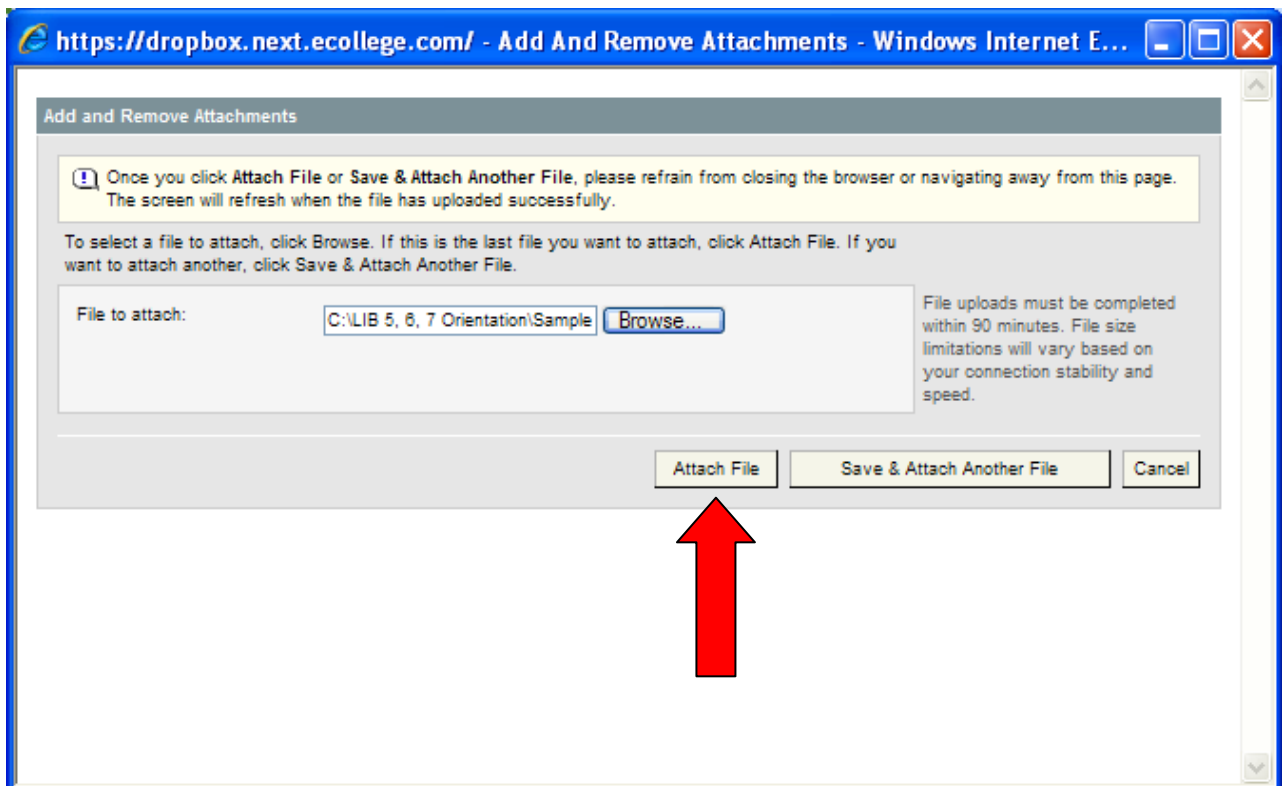 https://dropbox.next.ecollege.com/ - Add And Remove Attachments - Windows Internet E...
Add and Remove Attachments
Once you click Attach File or Save & Attach Another File, please refrain from closing the browser or navigating away from this page.
The screen will refresh when the file has uploaded successfully.
To select a file to attach, click Browse. If this is the last file you want to attach, click Attach File. If you
want to attach another, click Save & Attach Another File.
File to attach:
C:\LIB 5, 6, 7 Orientation\Sample
Browse...
File uploads must be completed
within 90 minutes. File size
limitations will vary based on
your connection stability and
speed.
Attach File
Save & Attach Another File
Cancel